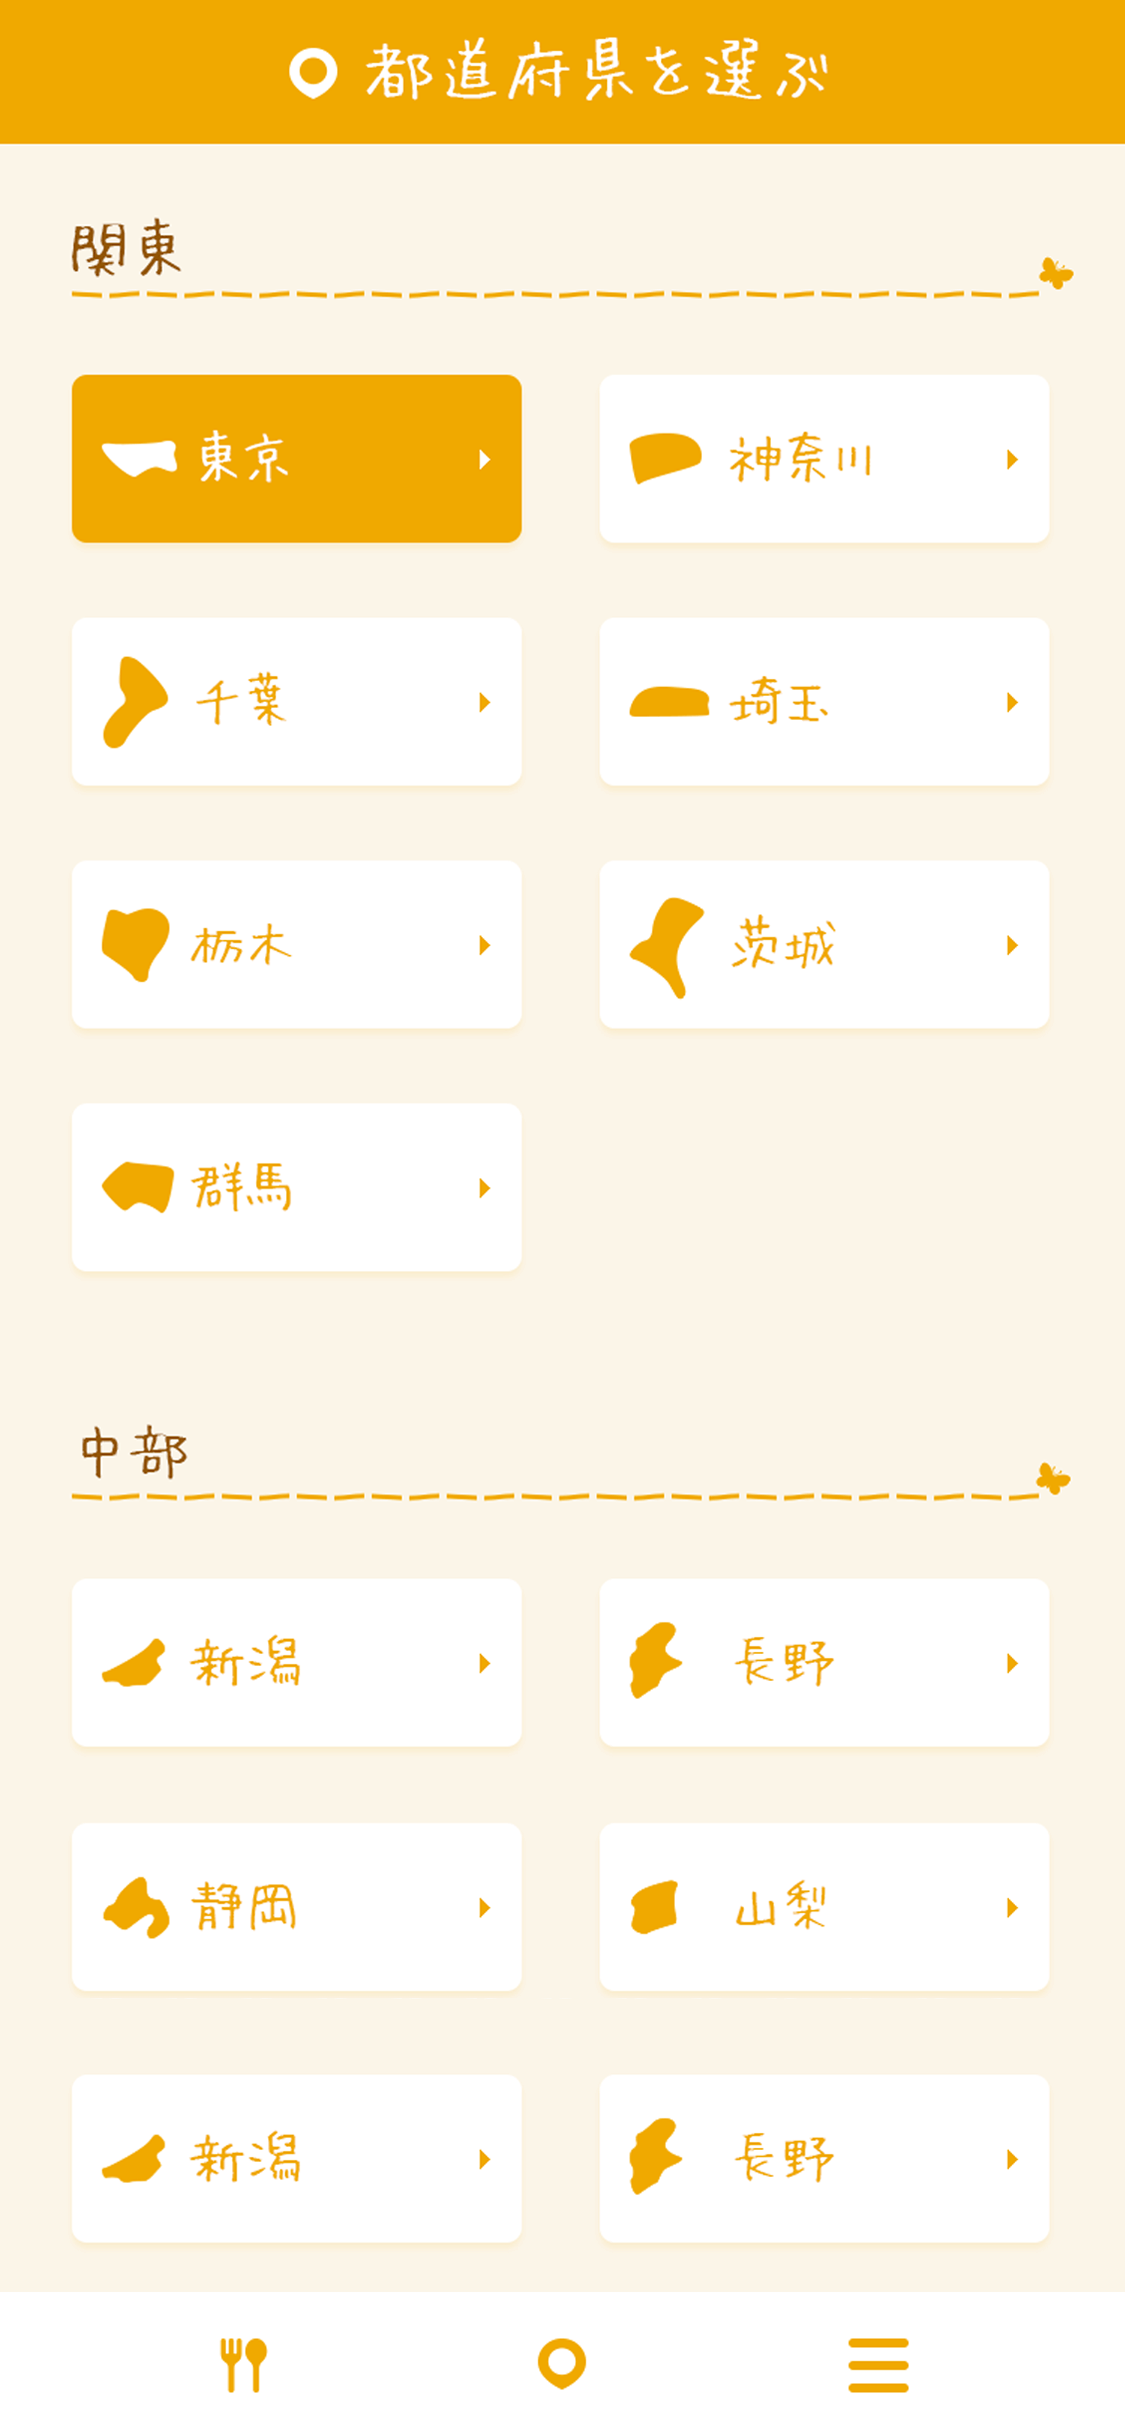 都道府県を選ぶ
関東
東京
神奈川
千葉
埼玉
栃木
茨城
群馬
中部
新潟
長野
静岡
山梨
新潟
長野